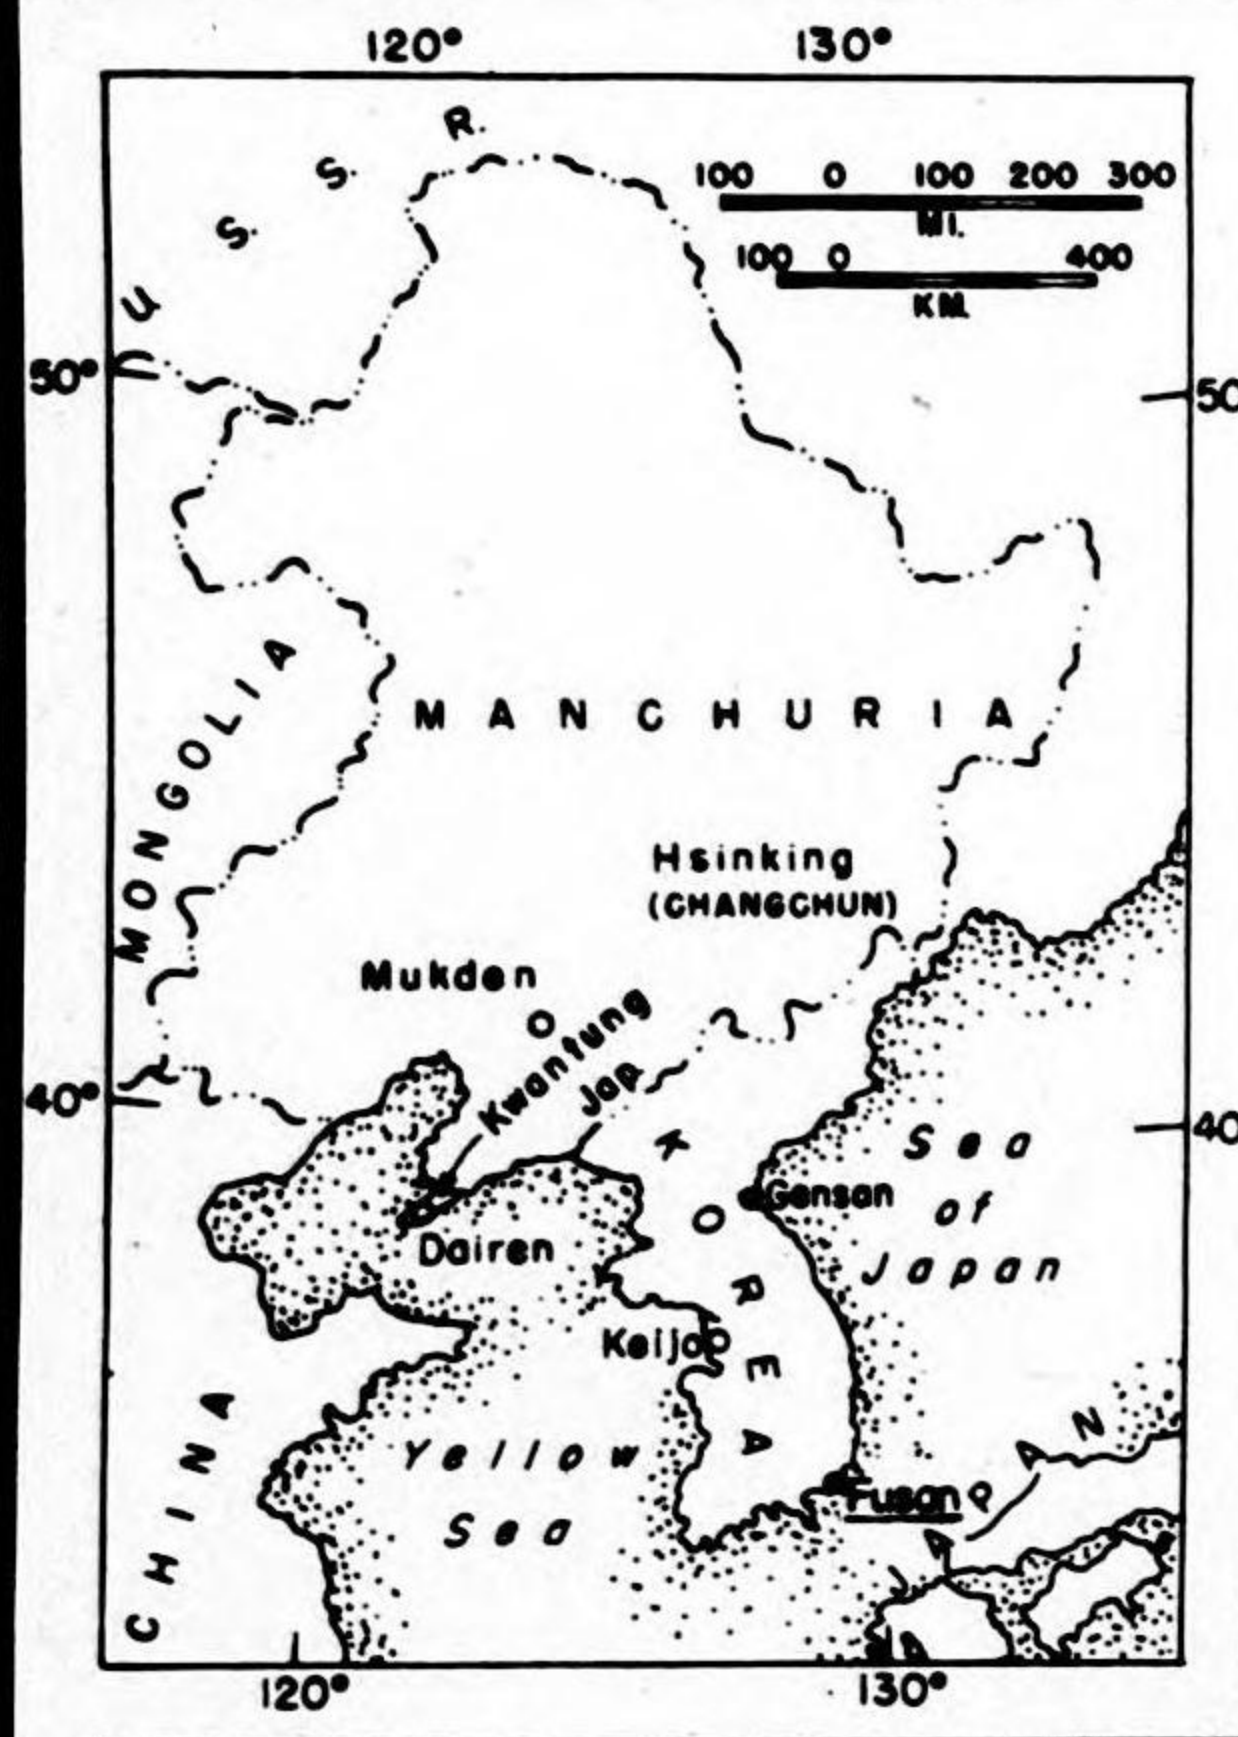 120° 130°
U. S. S. R.
100 0 100 200 300
MI.
100 0 400
KM.
50° 50
MONGOLIA
MANCHURIA
Hsinking
(CHANGCHUN)
Mukden
Kwantung
Jap
40° 40
KOREA
Sea
of
Japan
Gensan
Dairen
Keijo
CHINA
Yellow
Sea
Fusan
JAPAN
120° 130°